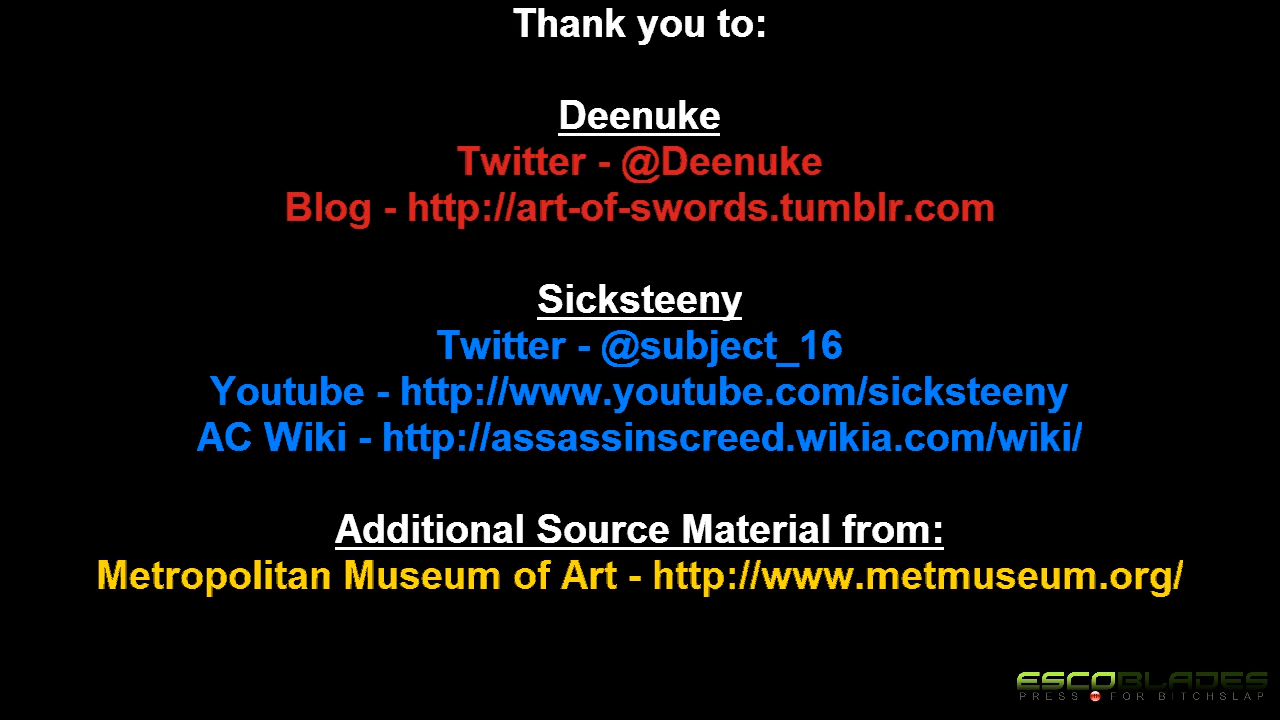 Thank you to:
Deenuke
Twitter - @Deenuke
Blog - http://art-of-swords.tumblr.com
Sicksteeny
Twitter - @subject_16
Youtube - http://www.youtube.com/sicksteeny
AC Wiki - http://assassinscreed.wikia.com/wiki/
Additional Source Material from:
Metropolitan Museum of Art - http://www.metmuseum.org/
ESCOBLADES
PRESS FOR BITCHSLAP